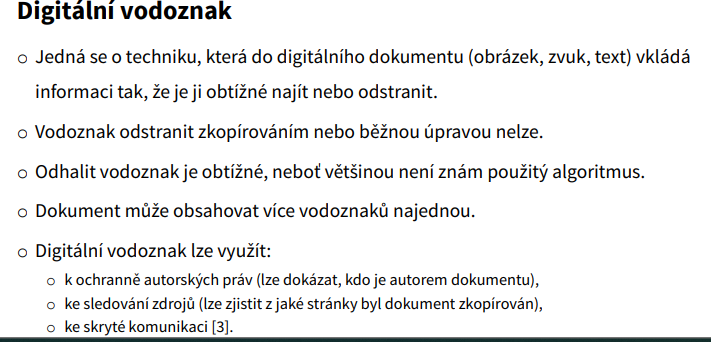 Digitální vodoznak
○ Jedná se o techniku, která do digitálního dokumentu (obrázek, zvuk, text) vkládá
informaci tak, že je ji obtížné najít nebo odstranit.
○ Vodoznak odstranit zkopírováním nebo běžnou úpravou nelze.
○ Odhalit vodoznak je obtížné, neboť většinou není znám použitý algoritmus.
○ Dokument může obsahovat více vodoznaků najednou.
○ Digitální vodoznak lze využít:
○ k ochranně autorských práv (lze dokázat, kdo je autorem dokumentu),
○ ke sledování zdrojů (lze zjistit z jaké stránky byl dokument zkopírován),
○ ke skryté komunikaci [3].